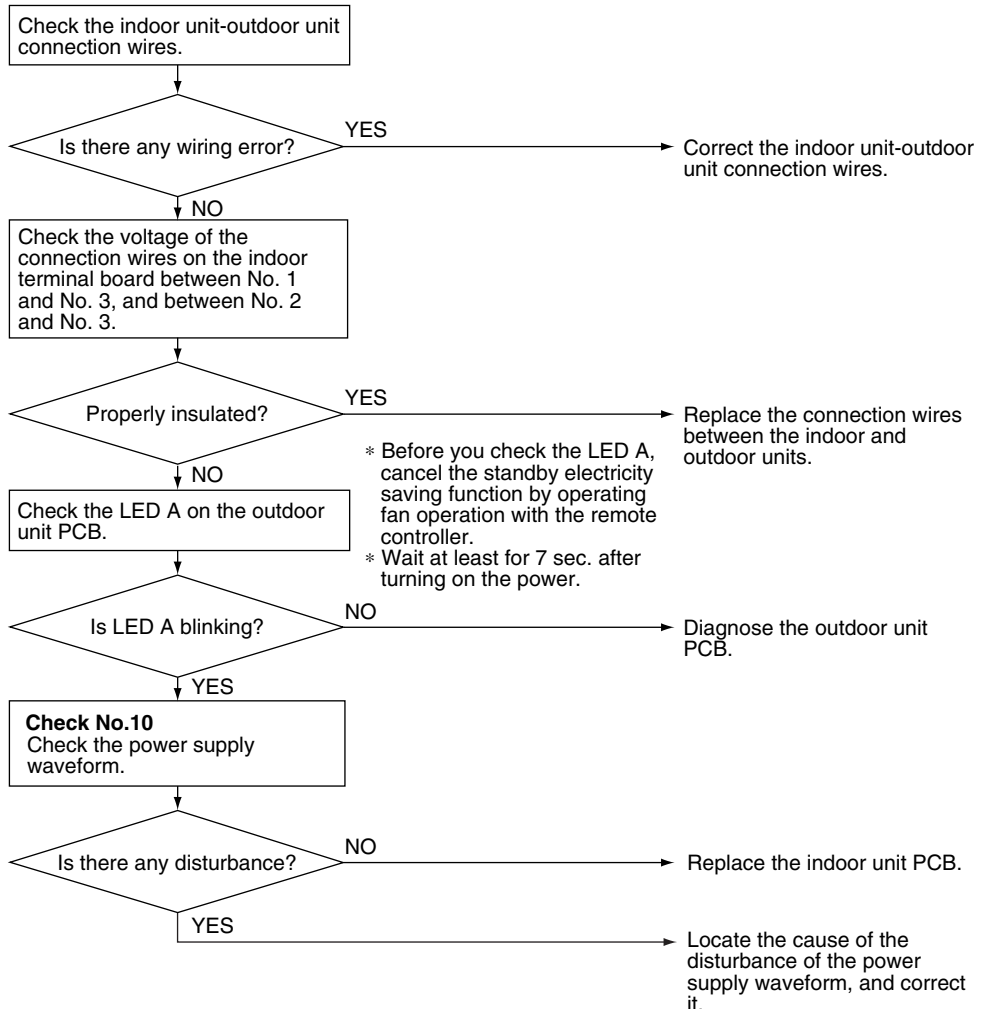 Check the indoor unit-outdoor unit
connection wires.
Is there any wiring error?
YES
Correct the indoor unit-outdoor
unit connection wires.
NO
Check the voltage of the
connection wires on the indoor
terminal board between No. 1
and No. 3, and between No. 2
and No. 3.
Properly insulated?
YES
Replace the connection wires
between the indoor and
outdoor units.
NO
∗ Before you check the LED A,
cancel the standby electricity
saving function by operating
fan operation with the remote
controller.
∗ Wait at least for 7 sec. after
turning on the power.
Check the LED A on the outdoor
unit PCB.
Is LED A blinking?
NO
Diagnose the outdoor unit
PCB.
YES
Check No.10
Check the power supply
waveform.
Is there any disturbance?
NO
Replace the indoor unit PCB.
YES
Locate the cause of the
disturbance of the power
supply waveform, and correct
it.